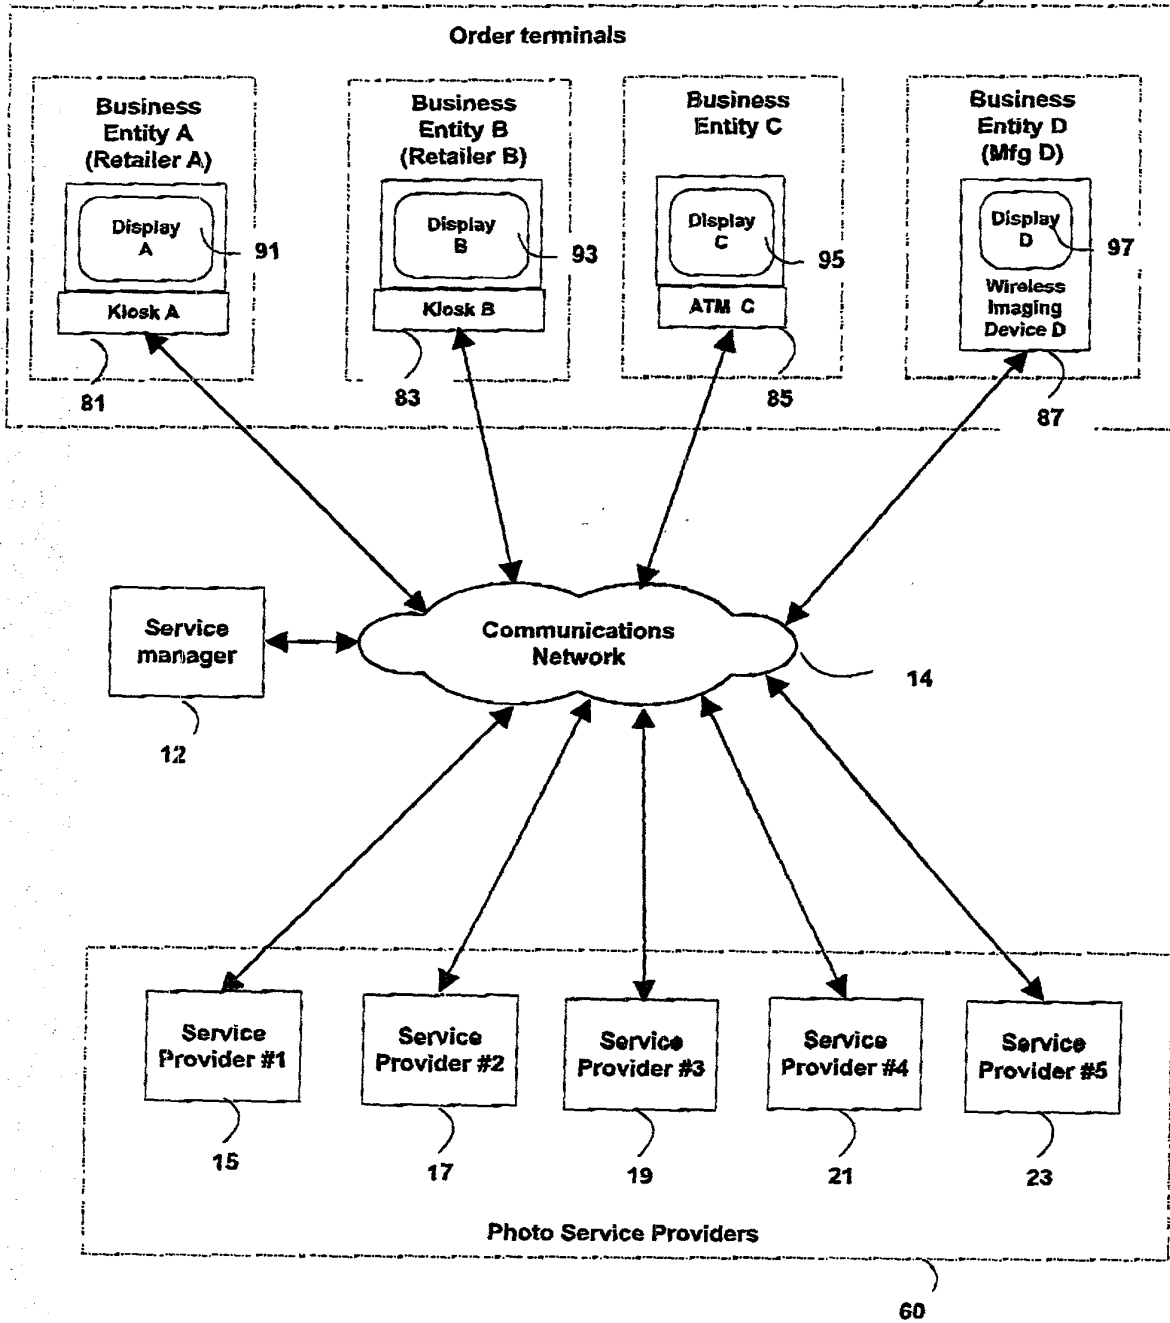 Order terminals
Business
Entity A
(Retailer A)
Display
A
91
Kiosk A
81
Business
Entity B
(Retailer B)
Display
B
93
Kiosk B
83
Business
Entity C
Display
C
95
ATM C
85
Business
Entity D
(Mfg D)
Display
D
97
Wireless
Imaging
Device D
87
Service
manager
12
Communications
Network
14
Service
Provider #1
15
Service
Provider #2
17
Service
Provider #3
19
Service
Provider #4
21
Service
Provider #5
23
Photo Service Providers
60